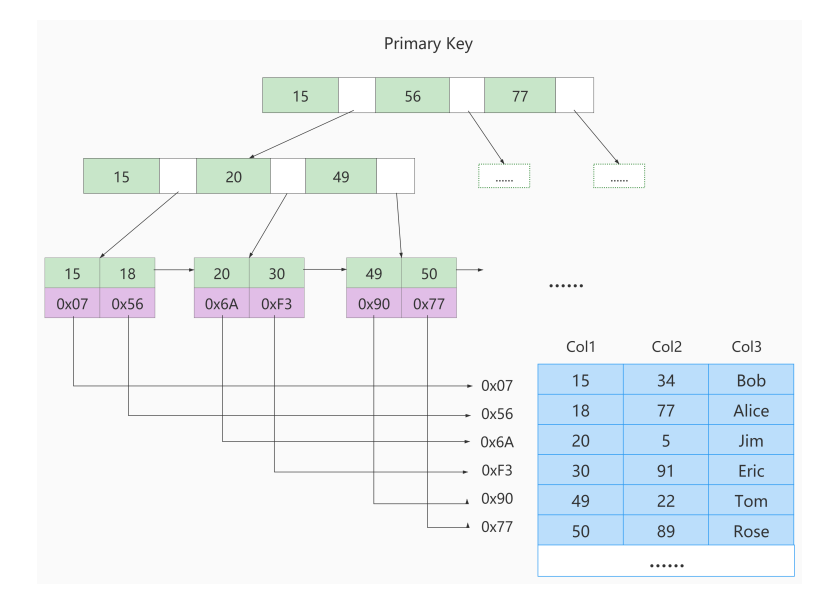 Primary Key
15 56 77
15 20 49
...... ......
15 18 20 30 49 50
0x07 0x56 0x6A 0xF3 0x90 0x77
......
Col1 Col2 Col3
0x07 15 34 Bob
0x56 18 77 Alice
0x6A 20 5 Jim
0xF3 30 91 Eric
0x90 49 22 Tom
0x77 50 89 Rose
......